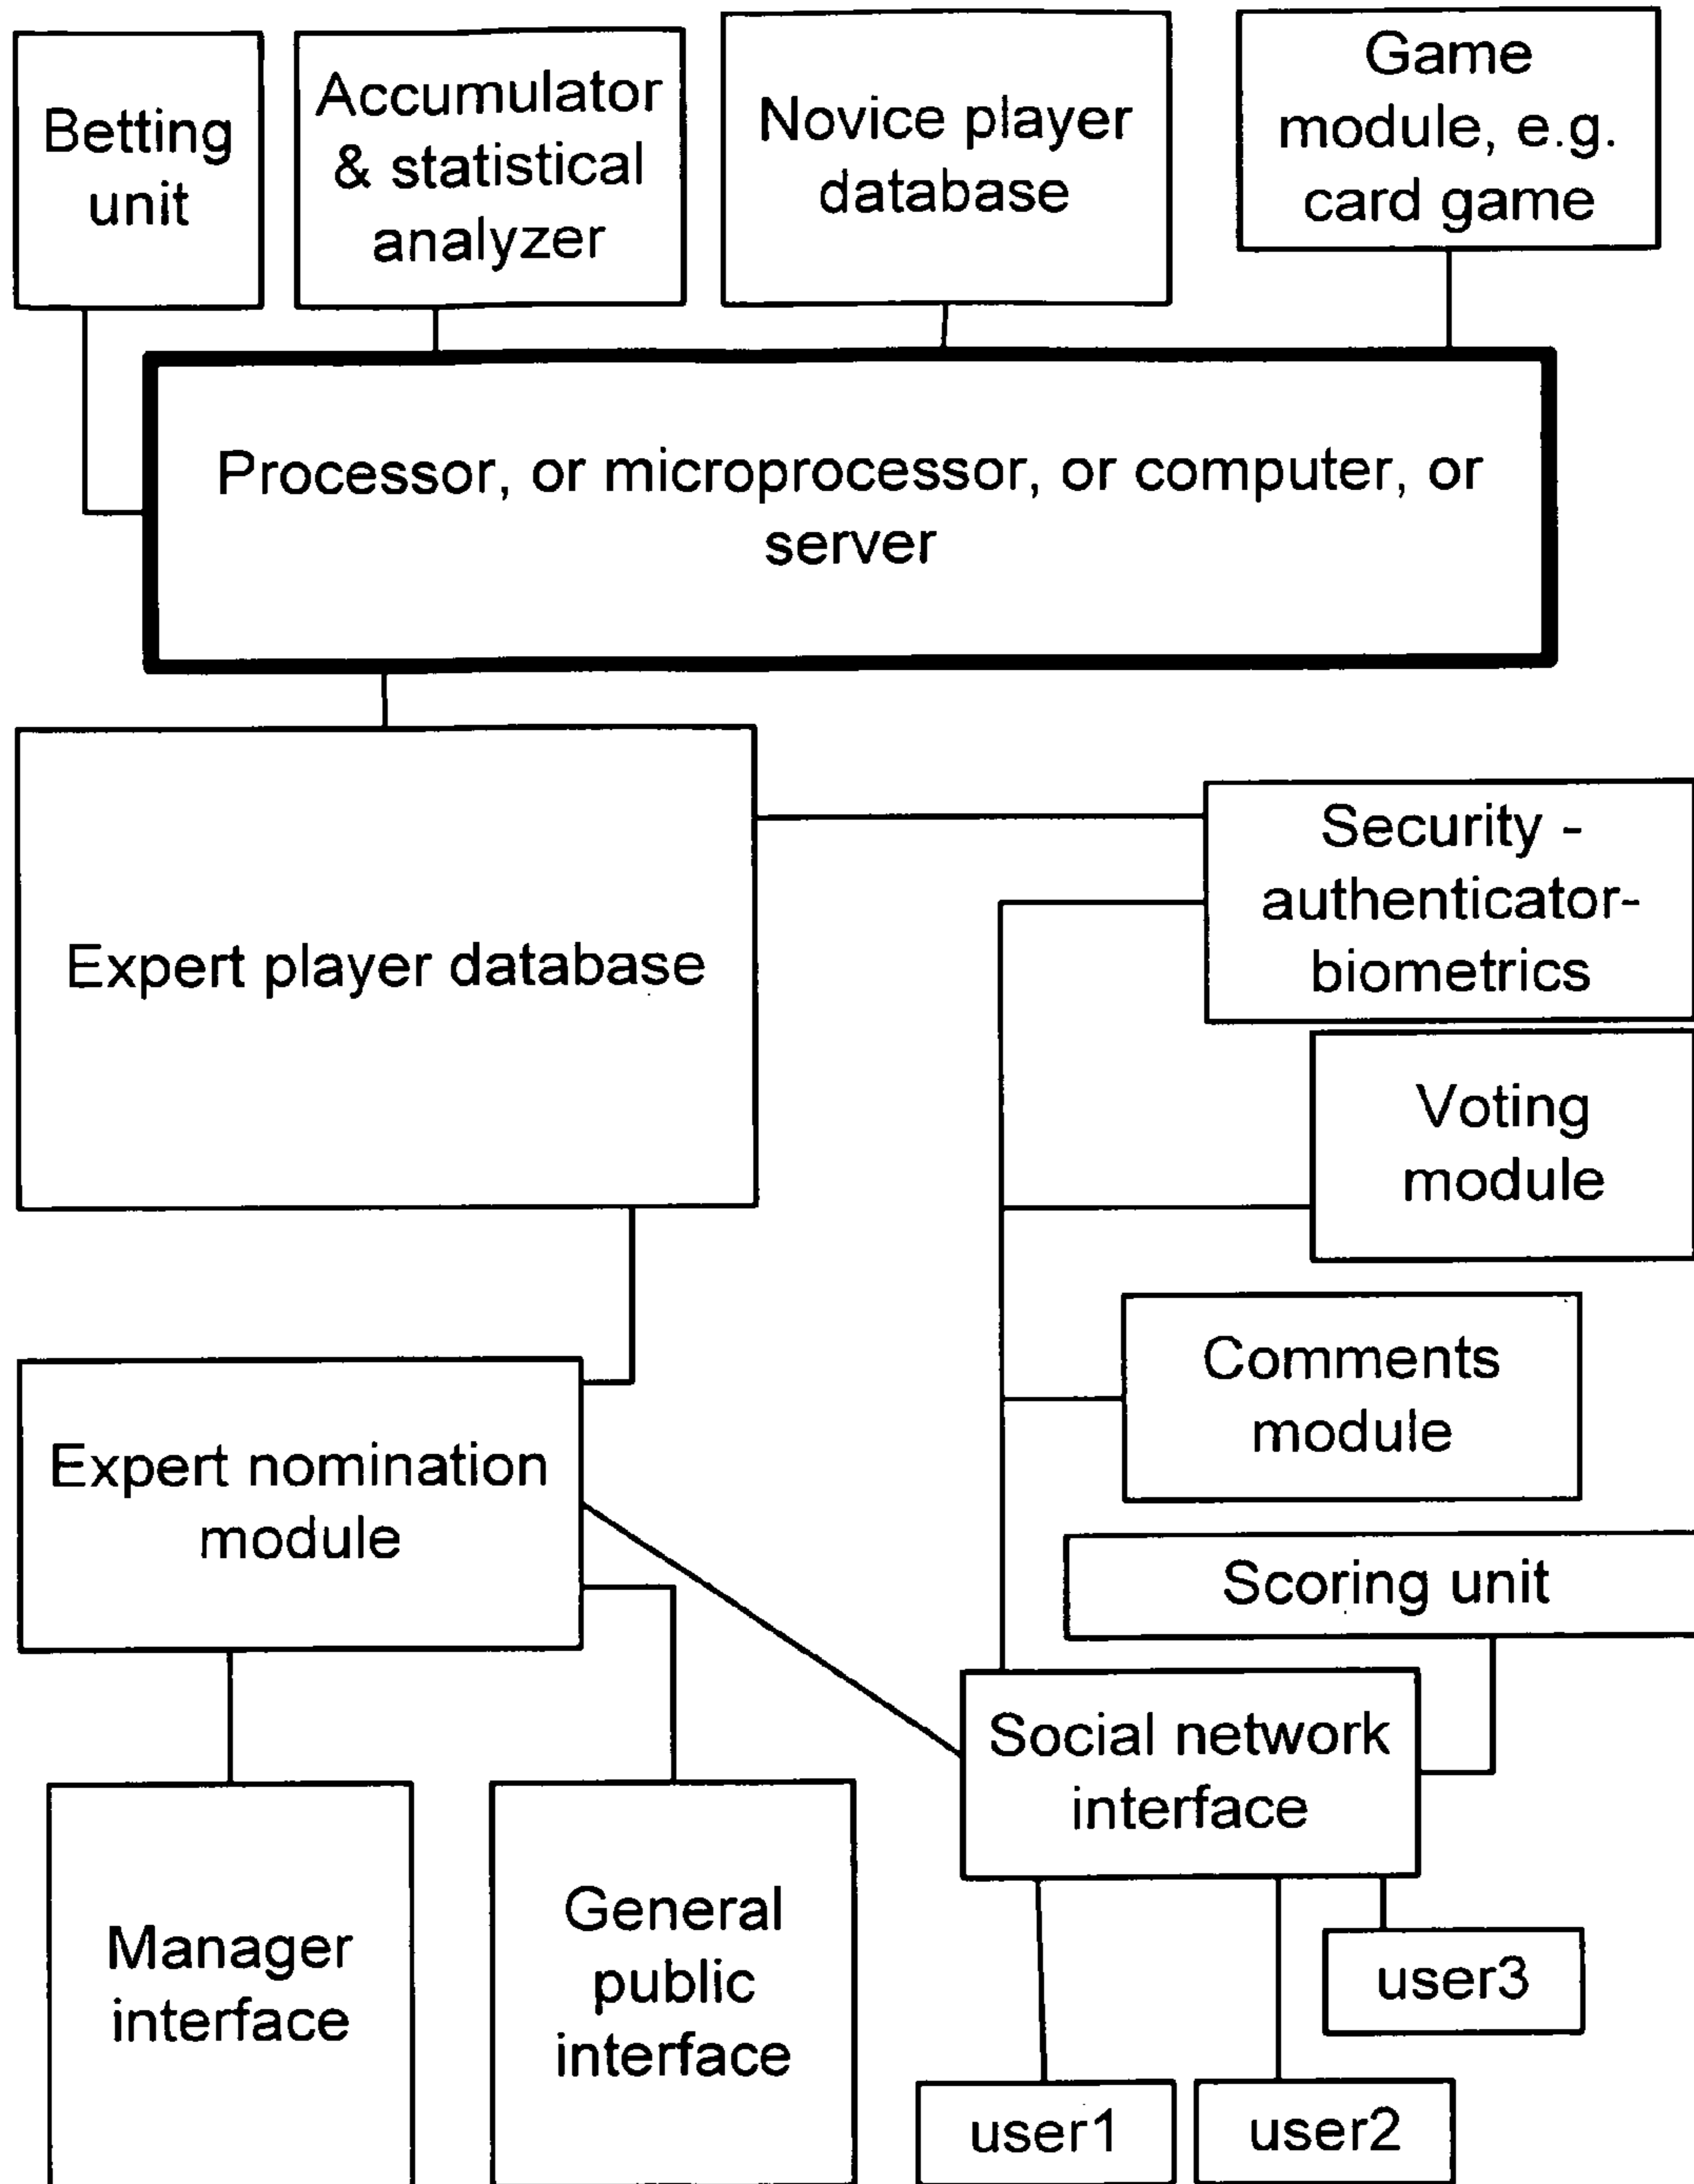 Betting
unit
Accumulator
& statistical
analyzer
Novice player
database
Game
module, e.g.
card game
Processor, or microprocessor, or computer, or
server
Expert player database
Security -
authenticator-
biometrics
Voting
module
Comments
module
Expert nomination
module
Scoring unit
Social network
interface
Manager
interface
General
public
interface
user3
user1
user2